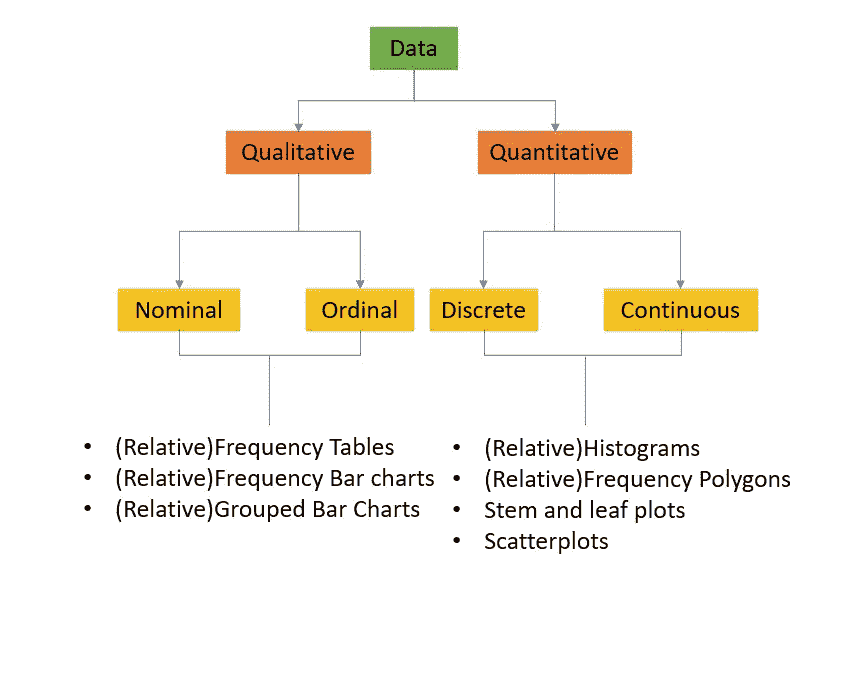 Data
Qualitative
Quantitative
Nominal
Ordinal
Discrete
Continuous
• (Relative)Frequency Tables
• (Relative)Frequency Bar charts
• (Relative)Grouped Bar Charts
• (Relative)Histograms
• (Relative)Frequency Polygons
• Stem and leaf plots
• Scatterplots